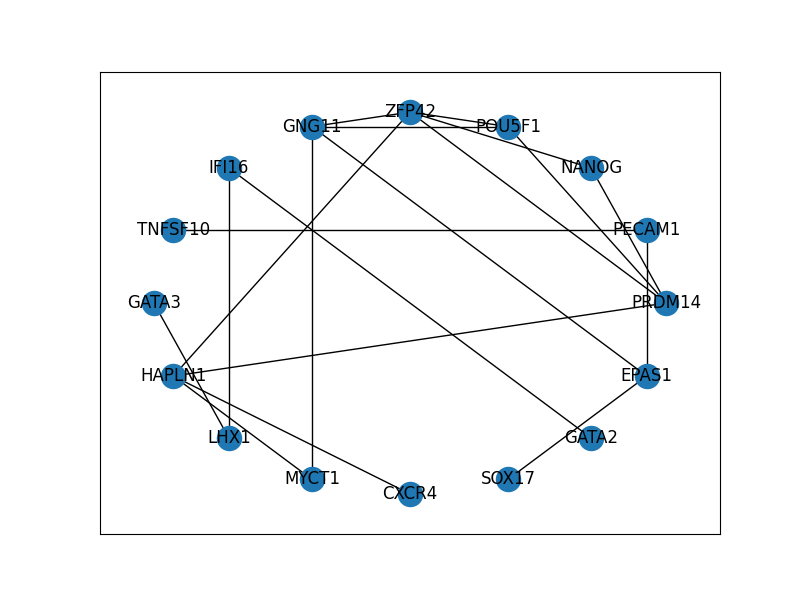 ZFP42
GNG11
POU5F1
IFI16
NANOG
TNFSF10
PECAM1
GATA3
PRDM14
HAPLN1
EPAS1
LHX1
GATA2
MYCT1
SOX17
CXCR4